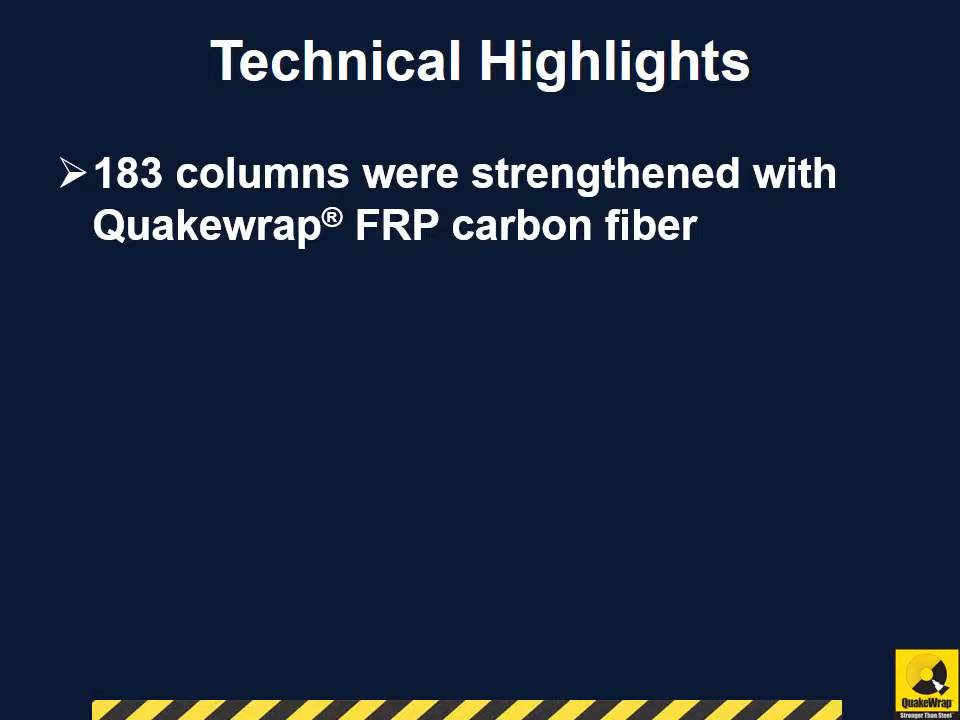 Technical Highlights
➢ 183 columns were strengthened with
Quakewrap® FRP carbon fiber
QuakeWrap
Stronger Than Steel